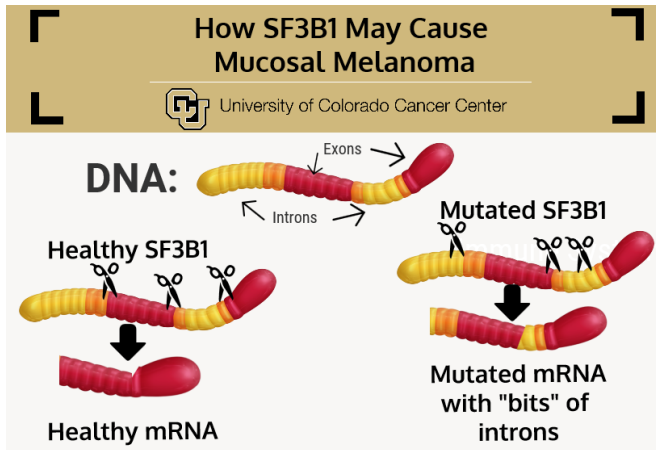 How SF3B1 May Cause
Mucosal Melanoma
CU University of Colorado Cancer Center
DNA:
Exons
Introns
Healthy SF3B1
Healthy mRNA
Mutated SF3B1
Mutated mRNA
with "bits" of
introns